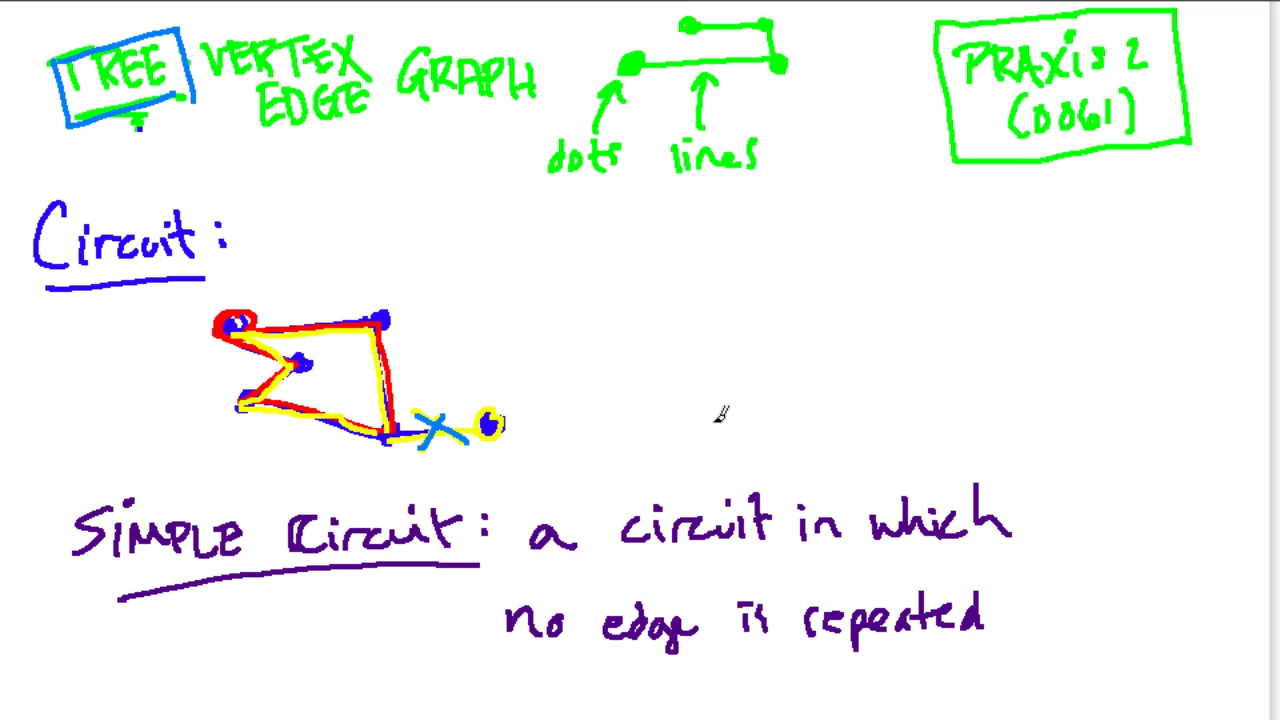 TREE VERTEX EDGE GRAPH
dots lines
PRAXiS 2
(0061)
Circuit:
SiMPLE Circuit: a circuit in which
no edge is repeated